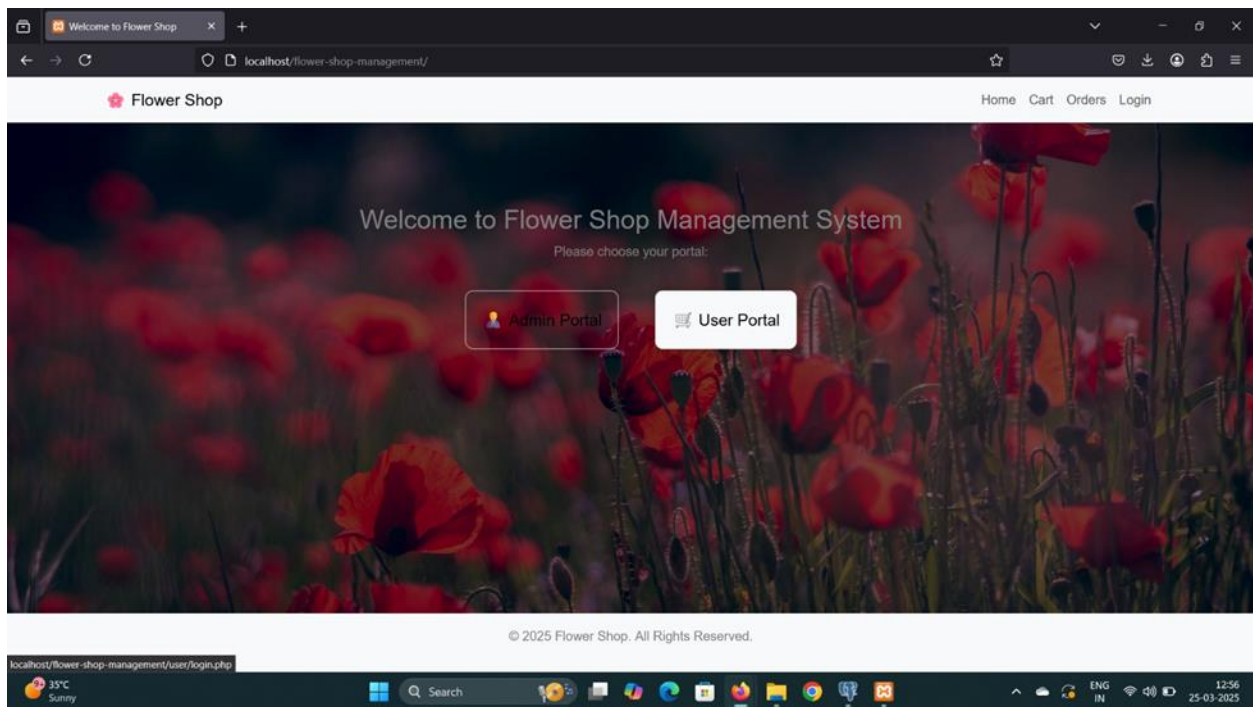 Welcome to Flower Shop
localhost/flower-shop-management/
Flower Shop
Home Cart Orders Login
Welcome to Flower Shop Management System
Please choose your portal:
Admin Portal
User Portal
© 2025 Flower Shop. All Rights Reserved.
localhost/flower-shop-management/user/login.php
9+
35°C
Sunny
Search
ENG
IN
12:56
25-03-2025